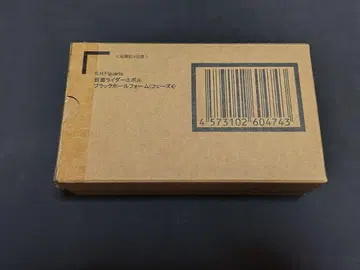 S.H.Figuarts
仮面ライダーエボル
ブラックホールフォーム(フェーズ4)
4 573102 604743